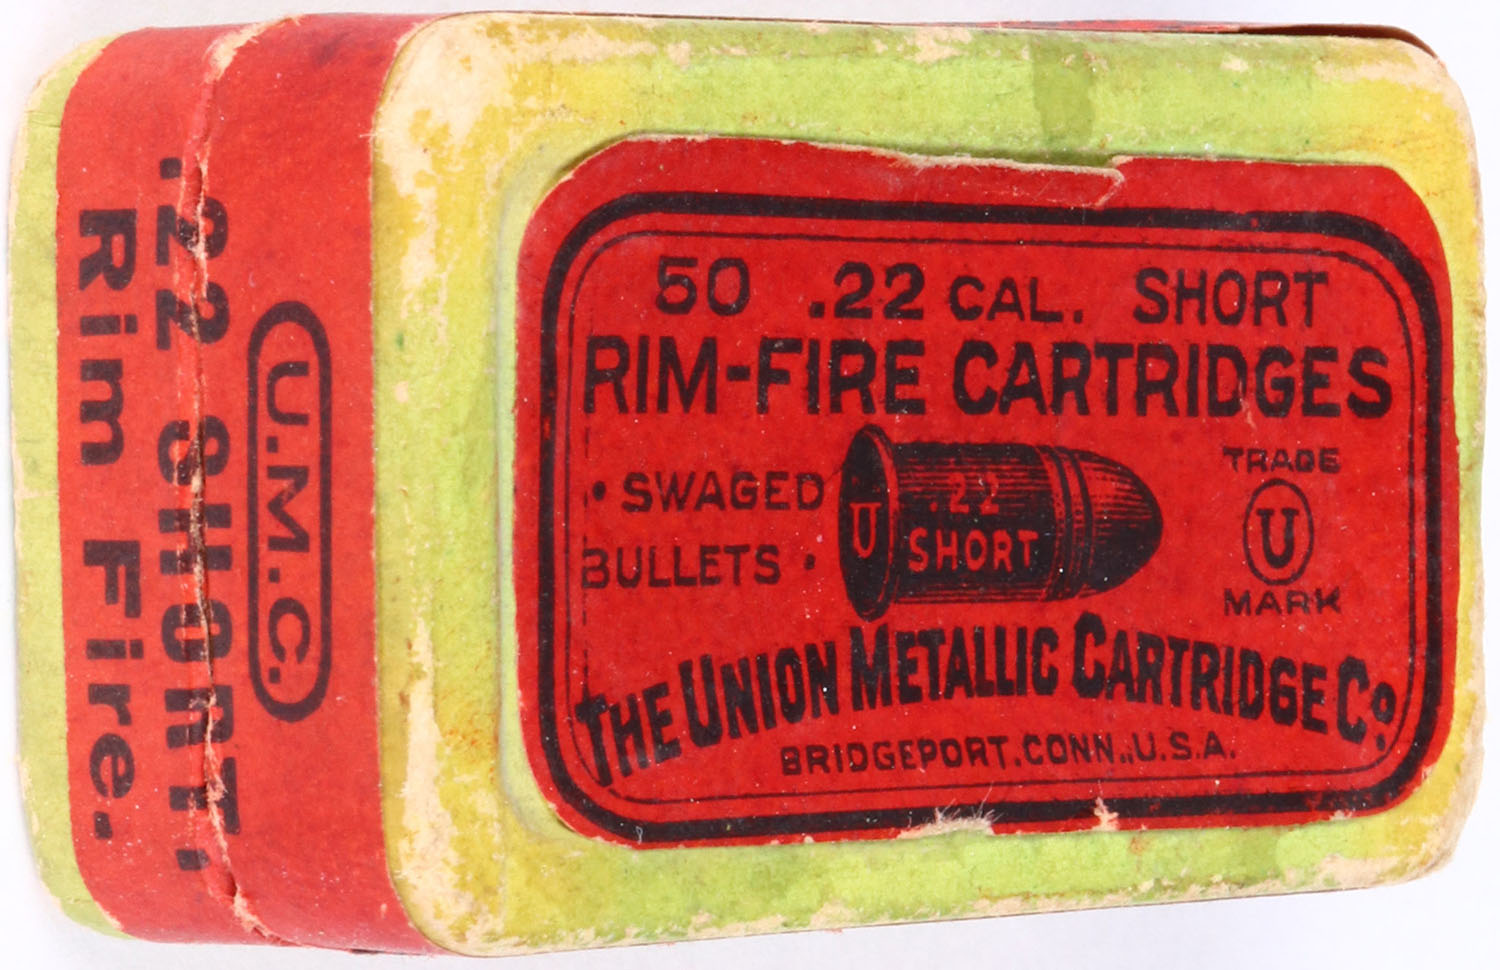 50 .22 CAL. SHORT
RIM-FIRE CARTRIDGES
• SWAGED
BULLETS •
U .22
SHORT
TRADE
U
MARK
THE UNION METALLIC CARTRIDGE CO.
BRIDGEPORT, CONN., U.S.A.
U.M.C.
.22 SHORT.
Rim Fire.